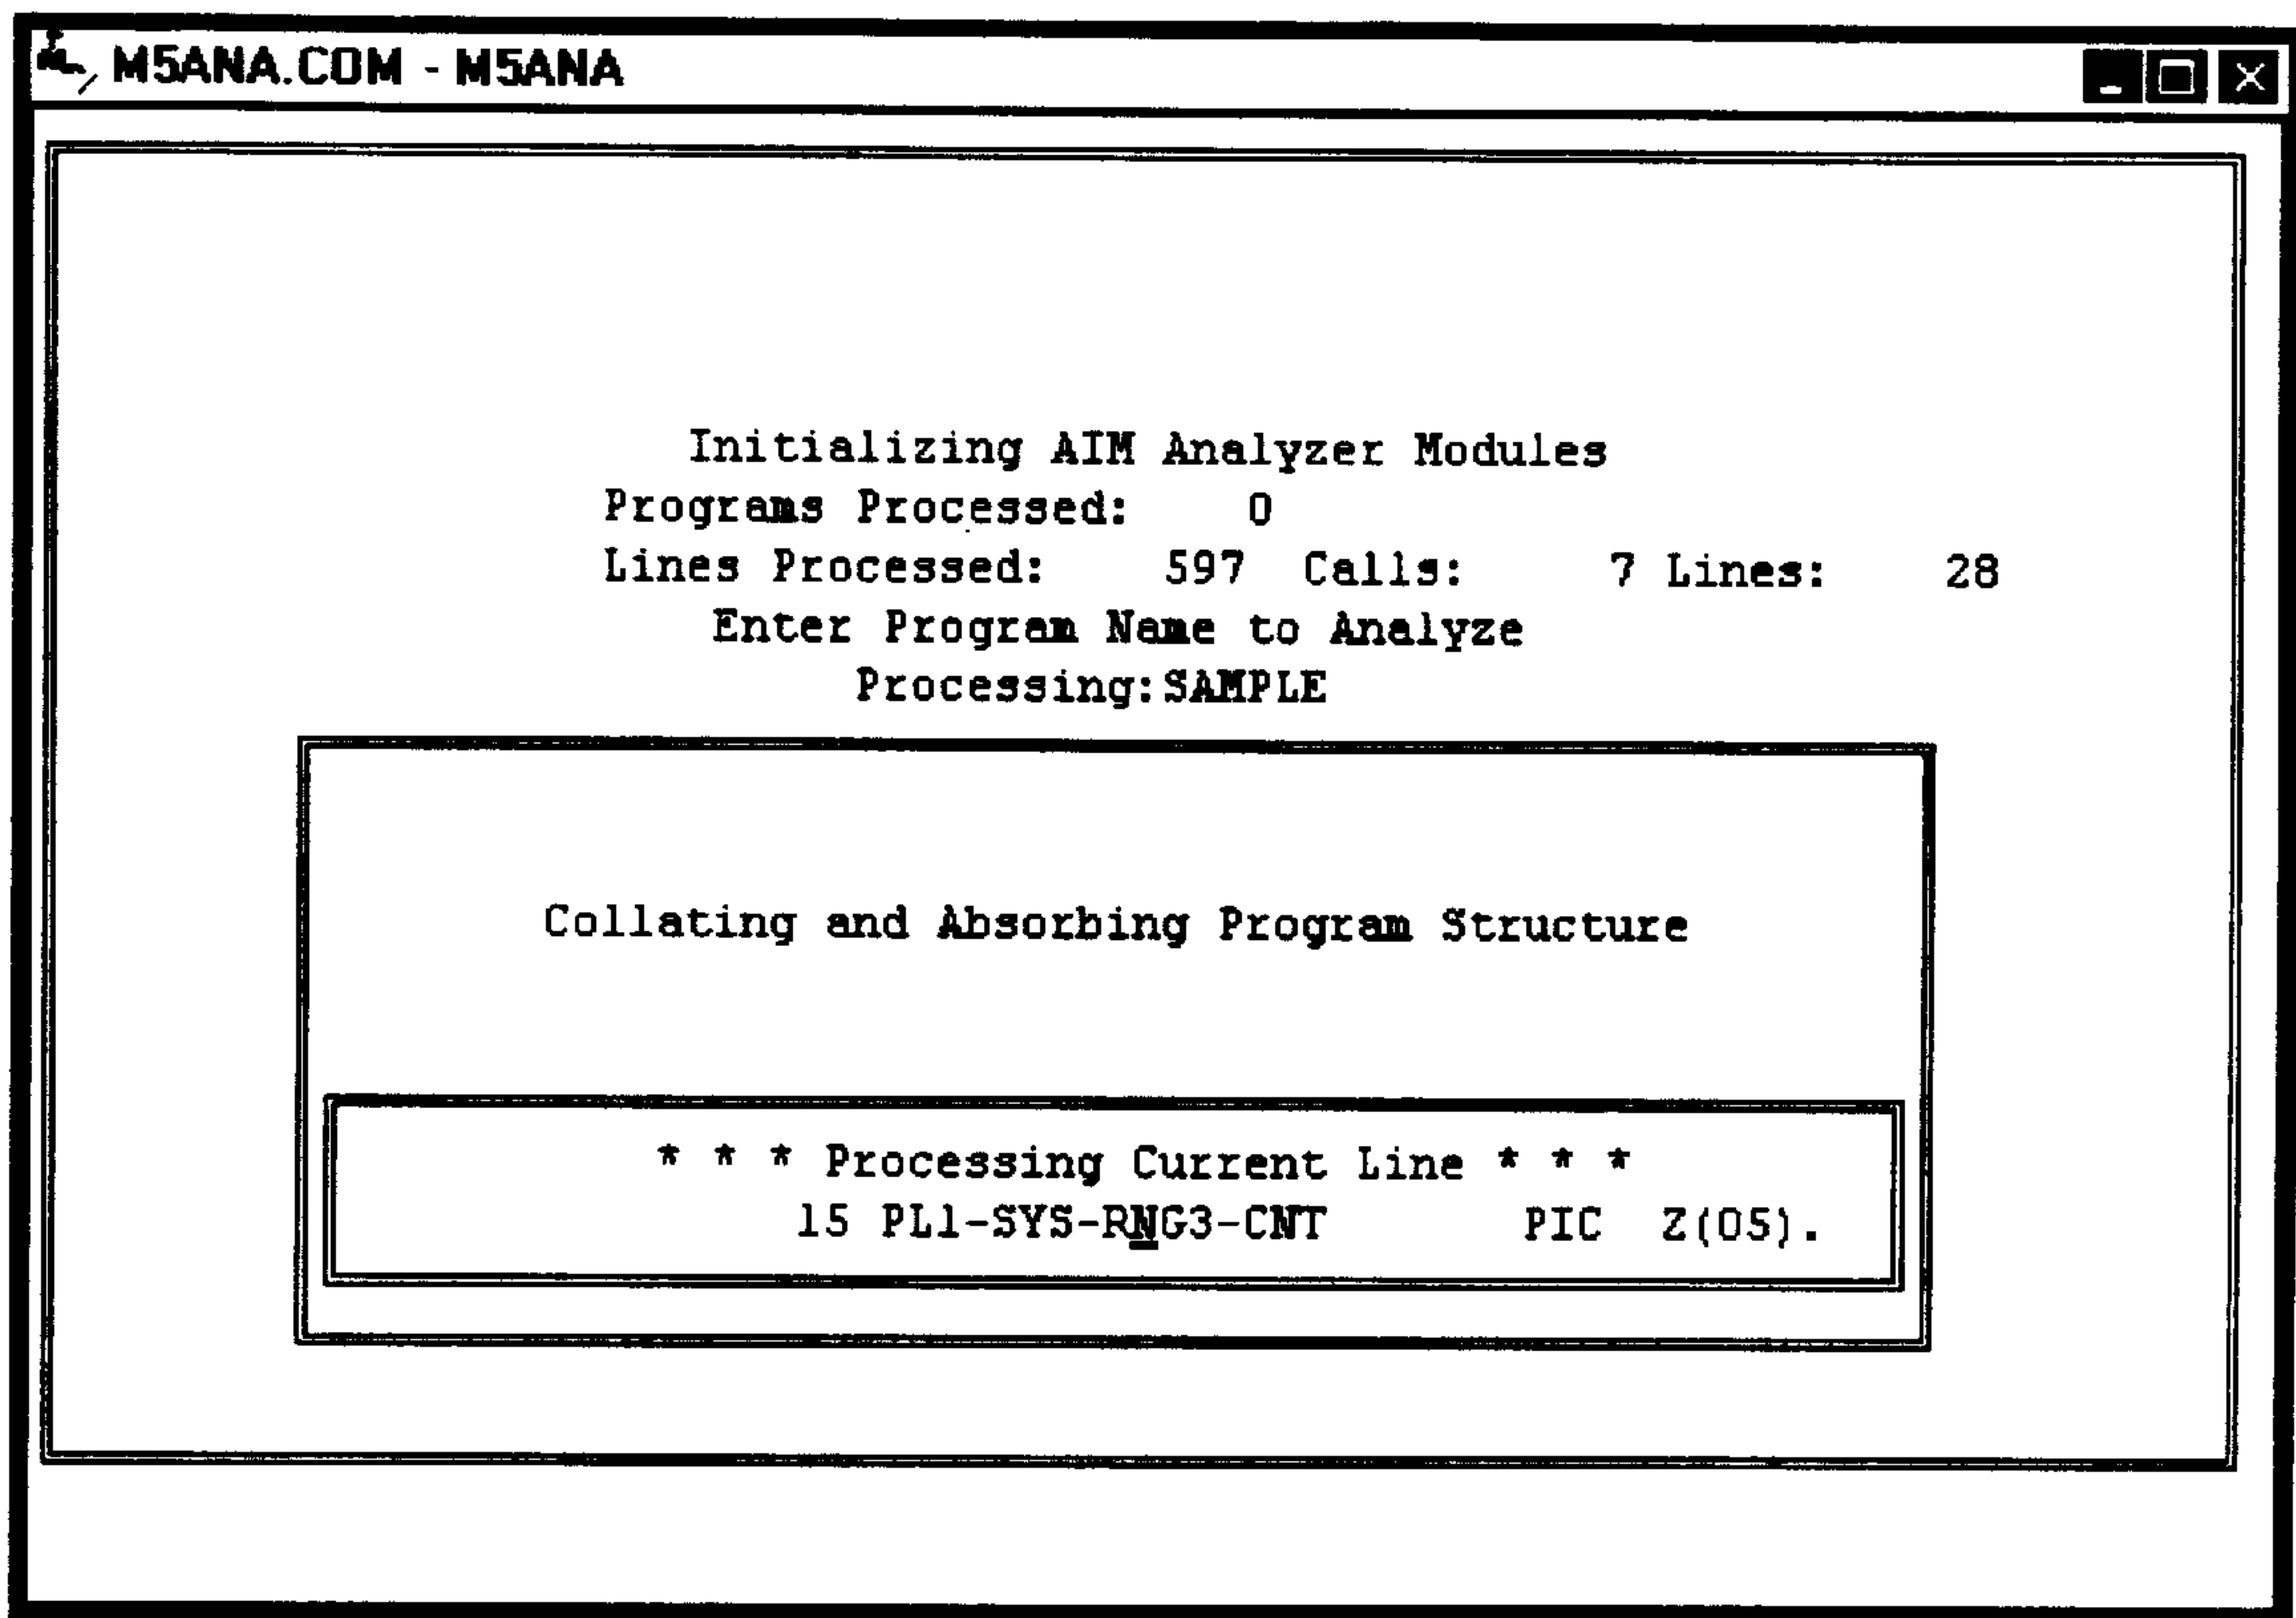 M5ANA.COM - M5ANA
Initializing AIM Analyzer Modules
Programs Processed: 0
Lines Processed: 597 Calls: 7 Lines: 28
Enter Program Name to Analyze
Processing:SAMPLE
Collating and Absorbing Program Structure
* * * Processing Current Line * * *
15 PL1-SYS-RNG3-CNT PIC Z(05).